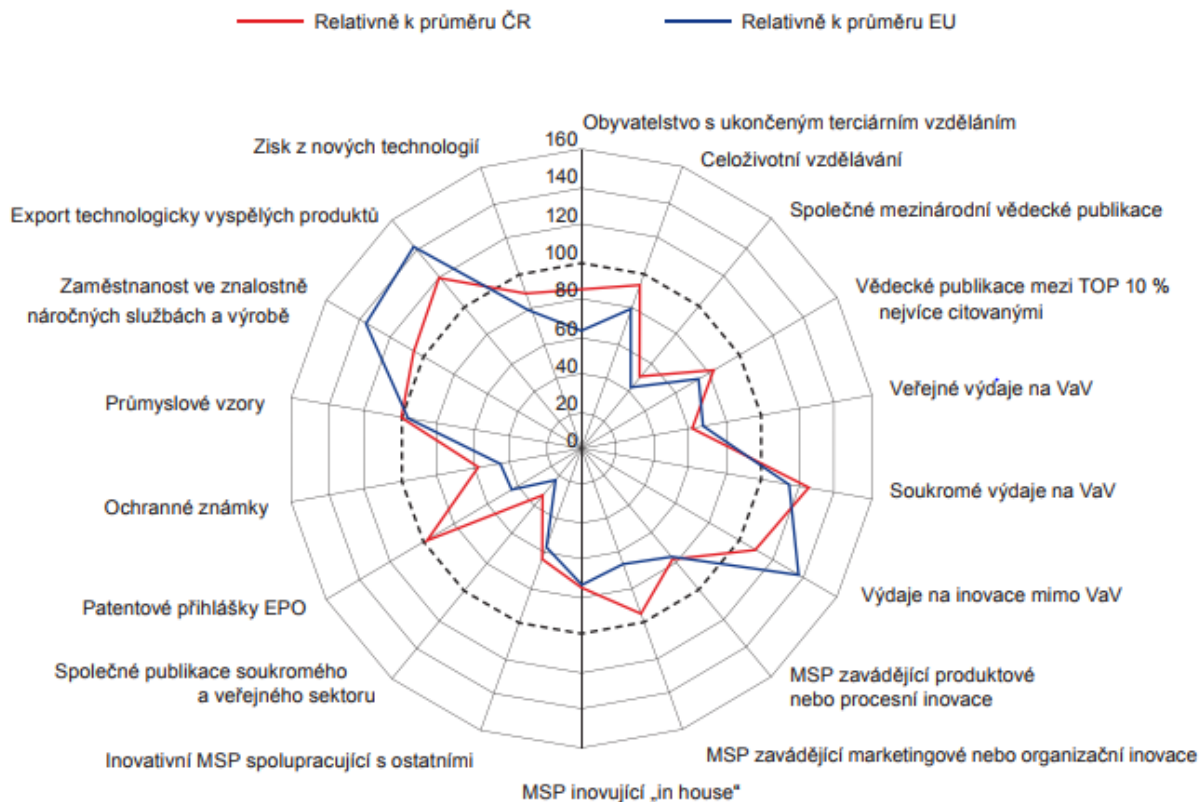 Relativně k průměru ČR
Relativně k průměru EU
Obyvatelstvo s ukončeným terciárním vzděláním
Celoživotní vzdělávání
Společné mezinárodní vědecké publikace
Vědecké publikace mezi TOP 10 %
nejvíce citovanými
Veřejné výdaje na VaV
Soukromé výdaje na VaV
Výdaje na inovace mimo VaV
MSP zavádějící produktové
nebo procesní inovace
MSP zavádějící marketingové nebo organizační inovace
MSP inovující „in house“
Inovativní MSP spolupracující s ostatními
Společné publikace soukromého
a veřejného sektoru
Patentové přihlášky EPO
Ochranné známky
Průmyslové vzory
Zaměstnanost ve znalostně
náročných službách a výrobě
Export technologicky vyspělých produktů
Zisk z nových technologií
160
140
120
100
80
60
40
20
0